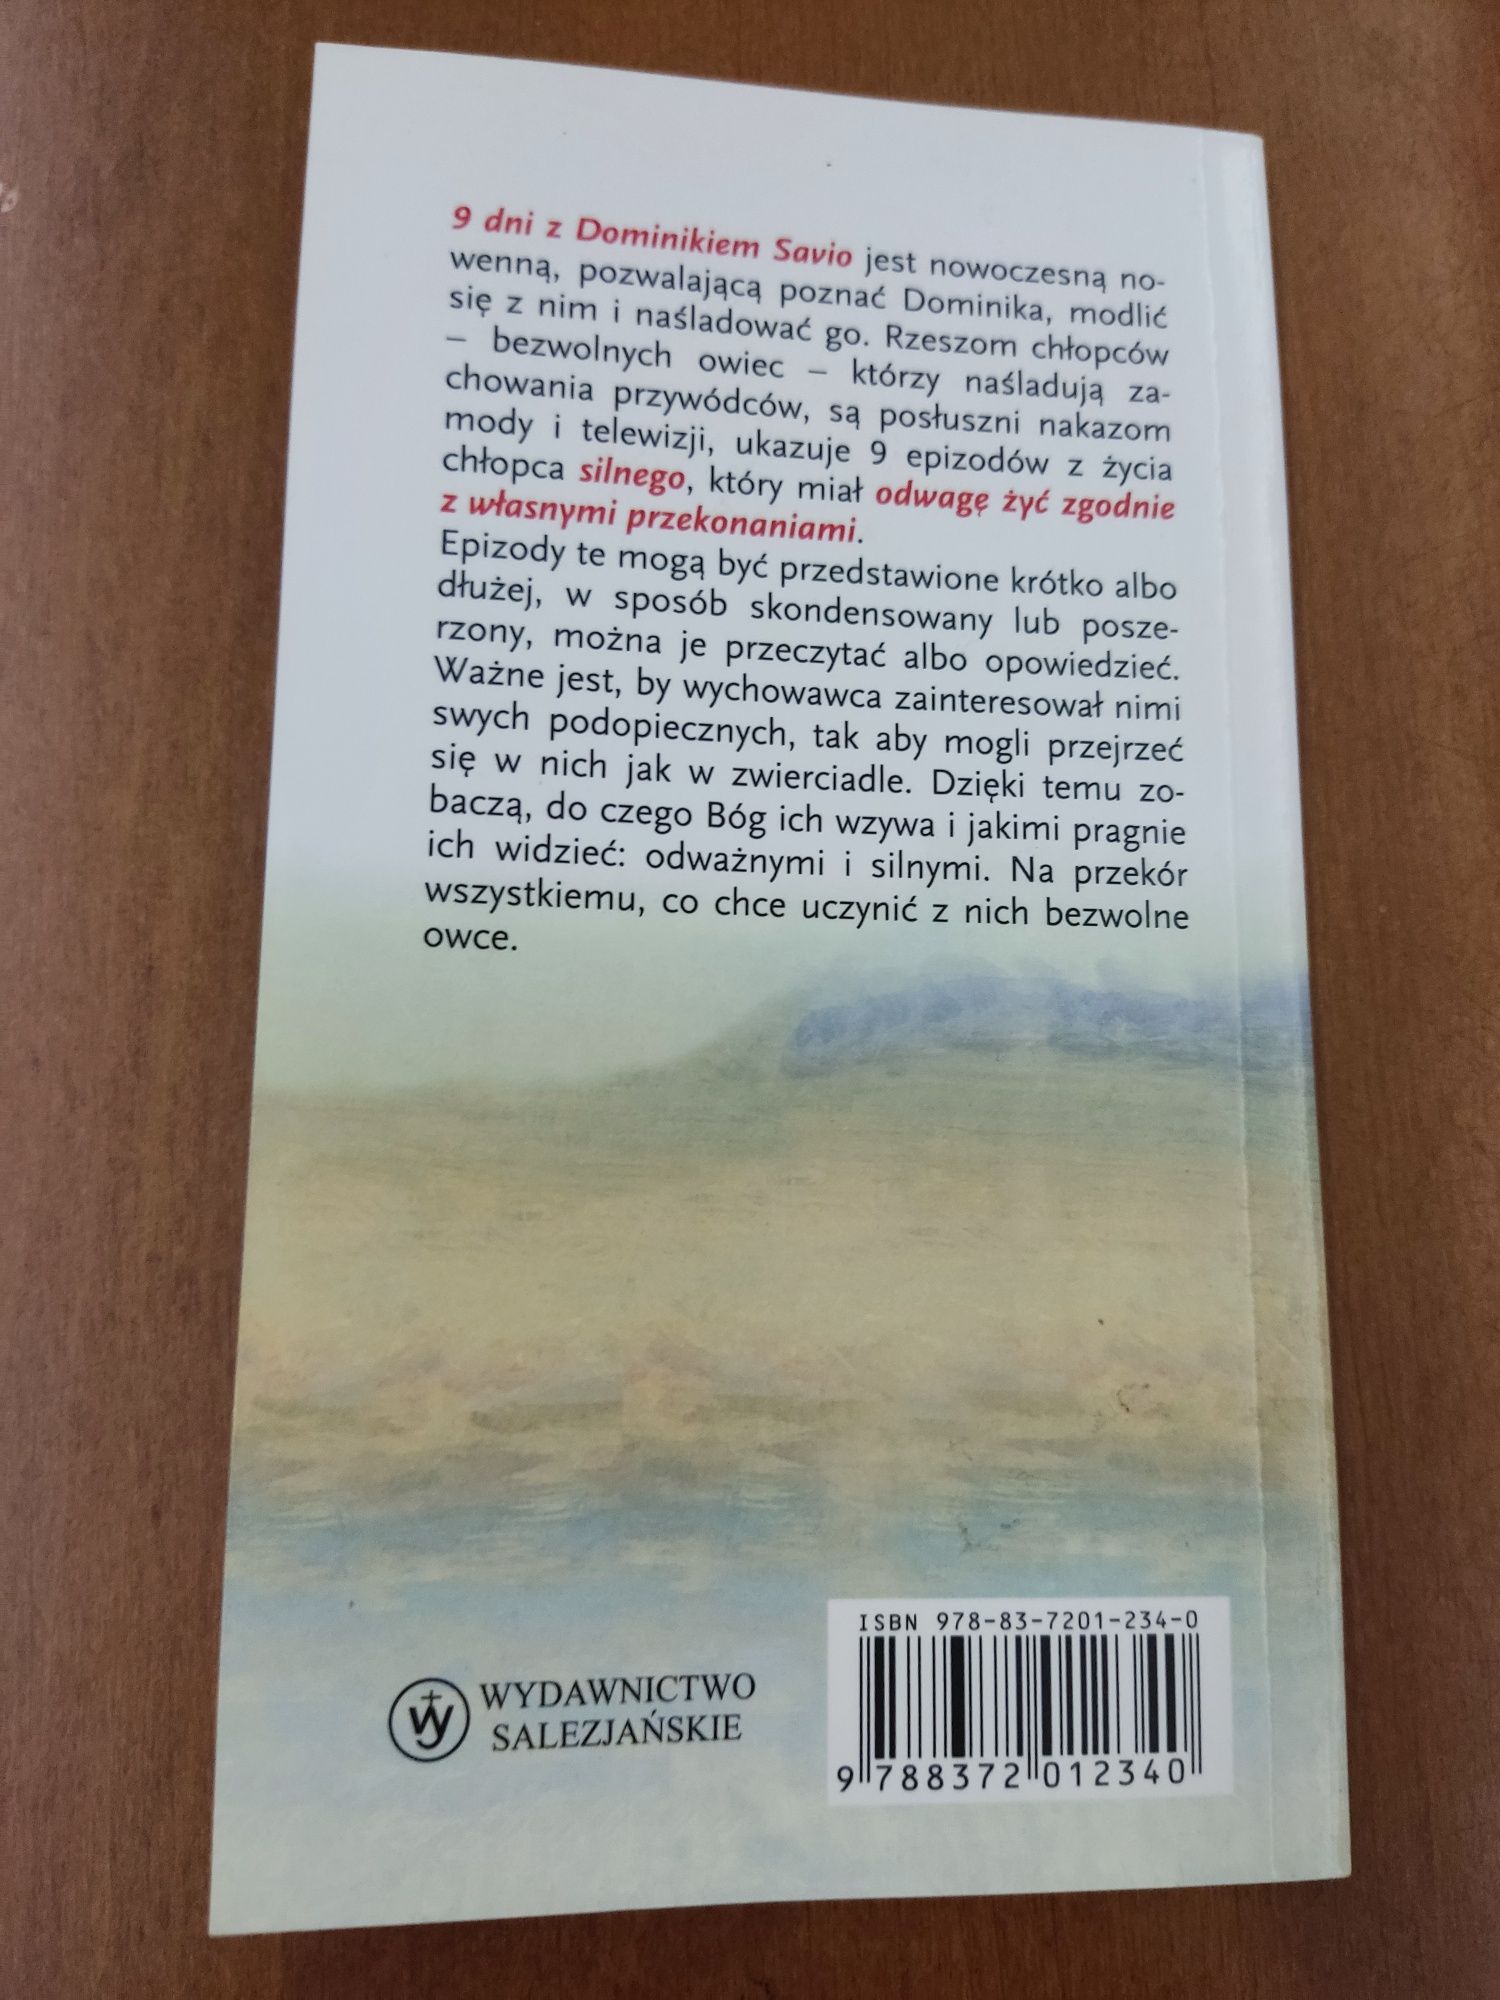 9 dni z Dominikiem Savio jest nowoczesną no-
wenną, pozwalającą poznać Dominika, modlić
się z nim i naśladować go. Rzeszom chłopców
– bezwolnych owiec – którzy naśladują za-
chowania przywódców, są posłuszni nakazom
mody i telewizji, ukazuje 9 epizodów z życia
chłopca silnego, który miał odwagę żyć zgodnie
z własnymi przekonaniami.
Epizody te mogą być przedstawione krótko albo
dłużej, w sposób skondensowany lub posze-
rzony, można je przeczytać albo opowiedzieć.
Ważne jest, by wychowawca zainteresował nimi
swych podopiecznych, tak aby mogli przejrzeć
się w nich jak w zwierciadle. Dzięki temu zo-
baczą, do czego Bóg ich wzywa i jakimi pragnie
ich widzieć: odważnymi i silnymi. Na przekór
wszystkiemu, co chce uczynić z nich bezwolne
owce.
ISBN 978-83-7201-234-0
WYDAWNICTWO
SALEZJAŃSKIE
9 788372 012340